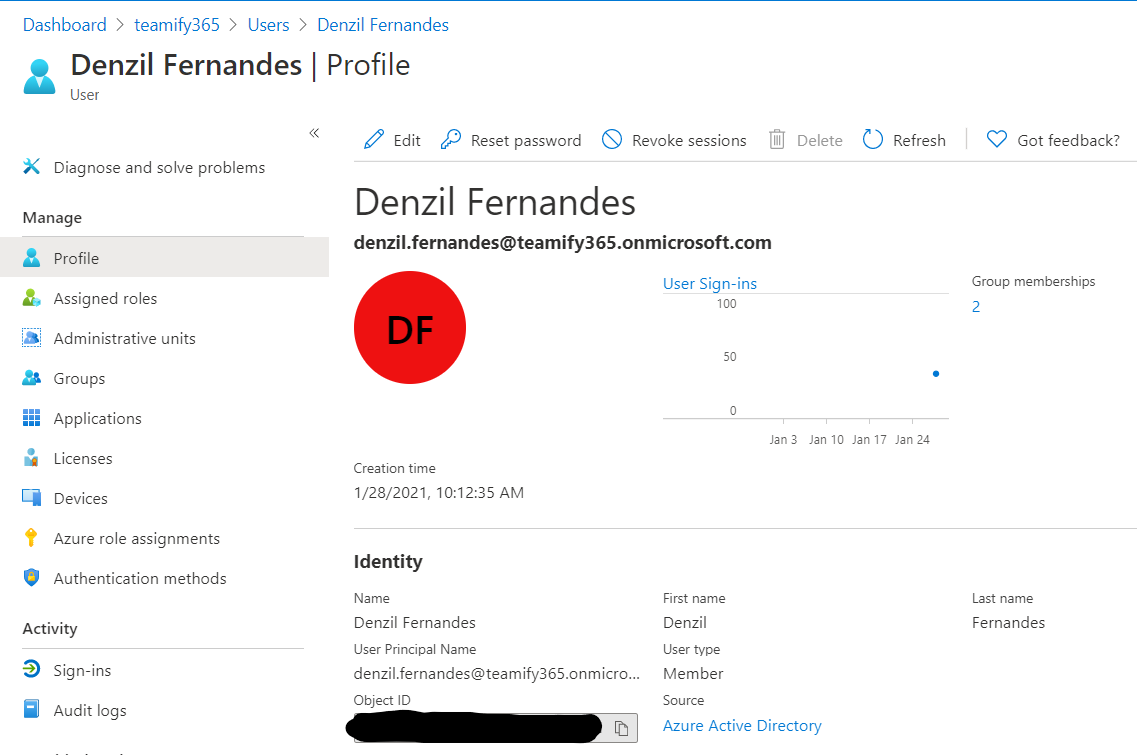 Dashboard > teamify365 > Users > Denzil Fernandes
Denzil Fernandes | Profile
User
«
Edit Reset password Revoke sessions Delete Refresh Got feedback?
Diagnose and solve problems
Manage
Profile
Assigned roles
Administrative units
Groups
Applications
Licenses
Devices
Azure role assignments
Authentication methods
Activity
Sign-ins
Audit logs
Denzil Fernandes
denzil.fernandes@teamify365.onmicrosoft.com
DF
User Sign-ins
100
50
0
Jan 3 Jan 10 Jan 17 Jan 24
Group memberships
2
Creation time
1/28/2021, 10:12:35 AM
Identity
Name
Denzil Fernandes
First name
Denzil
Last name
Fernandes
User Principal Name
denzil.fernandes@teamify365.onmicro...
User type
Member
Object ID
Source
Azure Active Directory